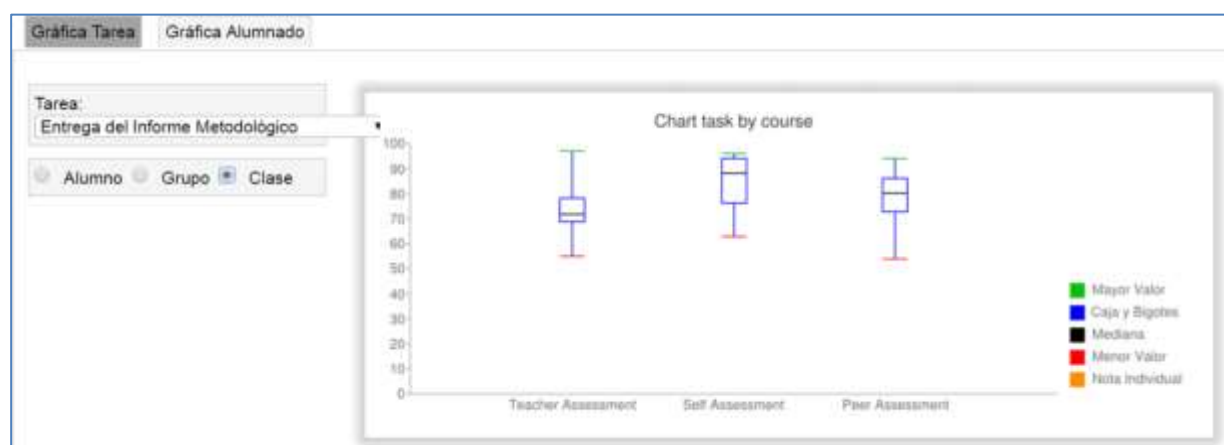 Gráfica Tarea
Gráfica Alumnado
Tarea:
Entrega del Informe Metodológico
Alumno Grupo Clase
Chart task by course
100
90
80
70
60
50
40
30
20
10
0
Teacher Assessment
Self Assessment
Peer Assessment
Mayor Valor
Caja y Bigotes
Mediana
Menor Valor
Nota Individual